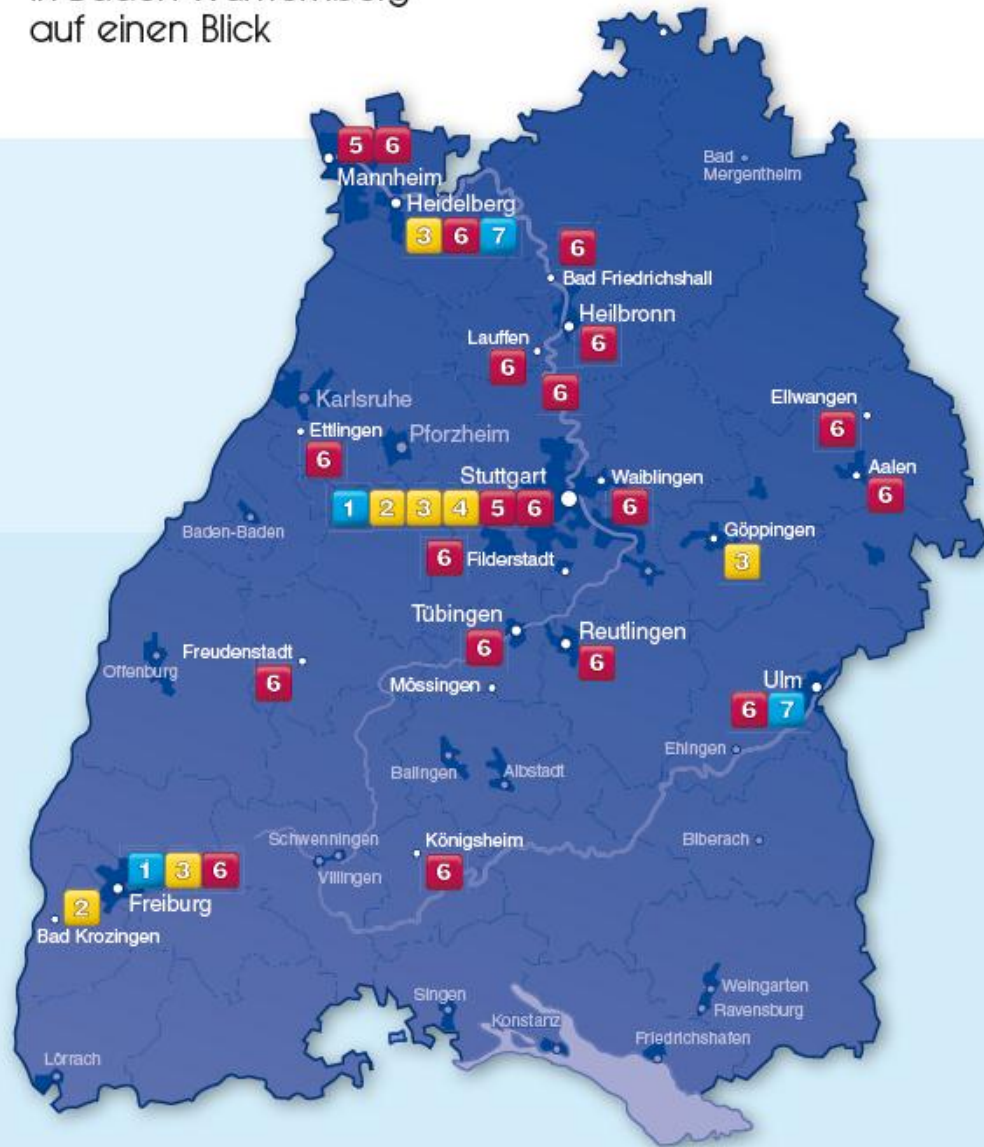 auf einen Blick
5 6
Mannheim
Bad
Mergentheim
Heidelberg
3 6 7
6
Bad Friedrichshall
Heilbronn
6
Lauffen
6
6
Ellwangen
6
Karlsruhe
Ettlingen
6
Pforzheim
Aalen
6
Stuttgart
1 2 3 4 5 6
Waiblingen
6
Baden-Baden
Göppingen
3
6
Filderstadt
Tübingen
6
Reutlingen
6
Offenburg
Freudenstadt
6
Mössingen
Ulm
6 7
Ehingen
Balingen
Albstadt
Schwenningen
Villingen
Königsheim
6
Biberach
1 3 6
Freiburg
2
Bad Krozingen
Singen
Konstanz
Weingarten
Ravensburg
Friedrichshafen
Lörrach